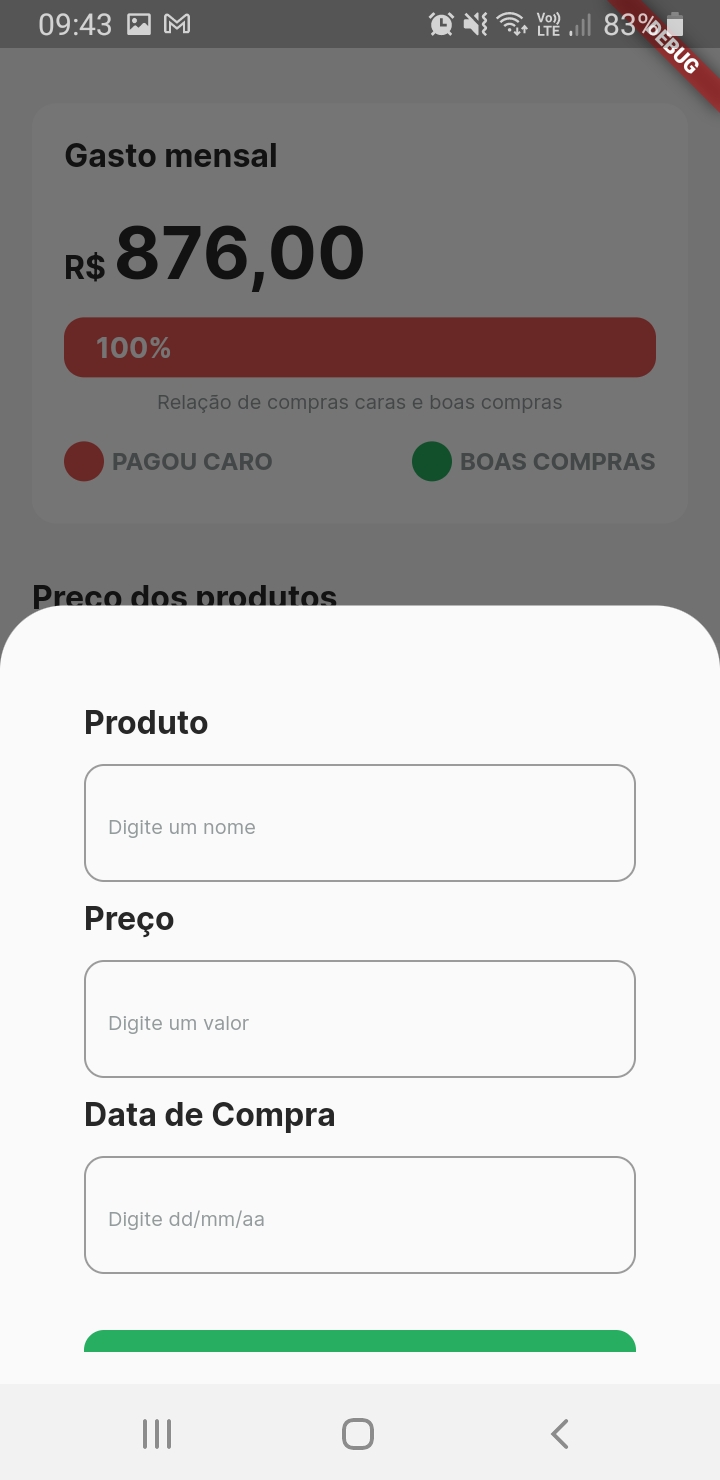 09:43
Vo))
LTE
83%
DEBUG
Gasto mensal
R$ 876,00
100%
Relação de compras caras e boas compras
PAGOU CARO
BOAS COMPRAS
Preço dos produtos
Produto
Digite um nome
Preço
Digite um valor
Data de Compra
Digite dd/mm/aa